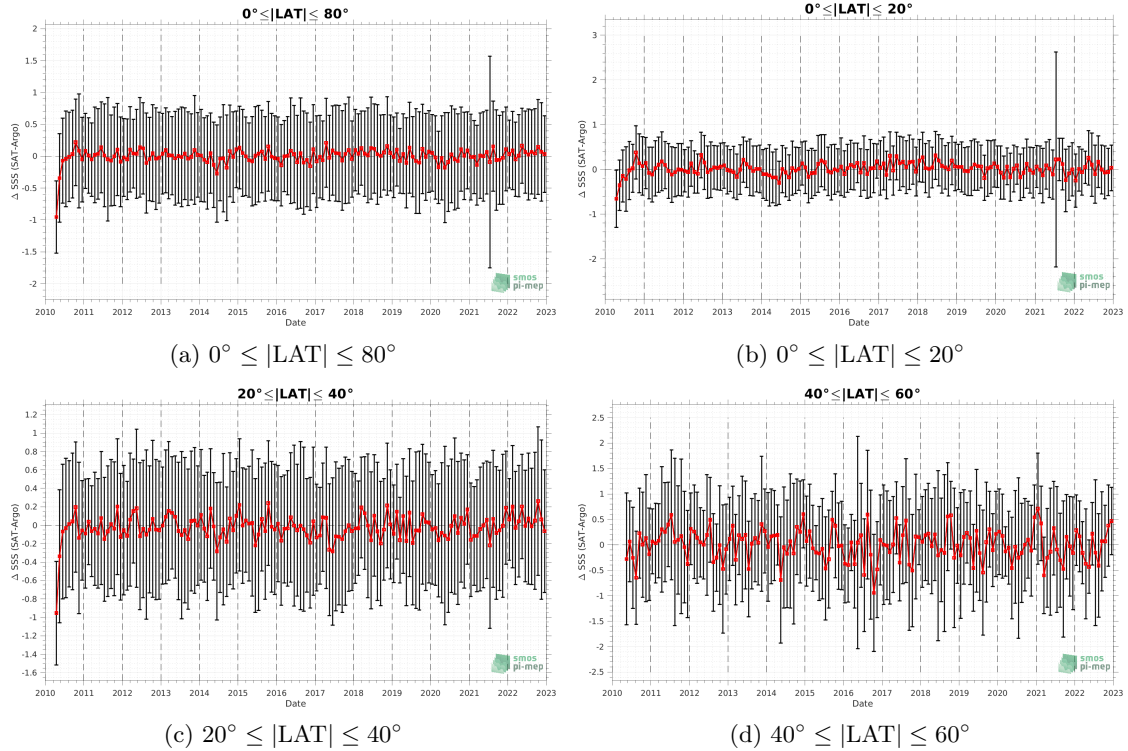 0°≤|LAT|≤ 80°
Δ SSS (SAT-Argo)
2
1.5
1
0.5
0
-0.5
-1
-1.5
-2
2010 2011 2012 2013 2014 2015 2016 2017 2018 2019 2020 2021 2022 2023
Date
smos
pi-mep
(a) 0° ≤ |LAT| ≤ 80°
0°≤|LAT|≤ 20°
Δ SSS (SAT-Argo)
3
2
1
0
-1
-2
2010 2011 2012 2013 2014 2015 2016 2017 2018 2019 2020 2021 2022 2023
Date
smos
pi-mep
(b) 0° ≤ |LAT| ≤ 20°
20°≤|LAT|≤ 40°
Δ SSS (SAT-Argo)
1.2
1
0.8
0.6
0.4
0.2
0
-0.2
-0.4
-0.6
-0.8
-1
-1.2
-1.4
-1.6
2010 2011 2012 2013 2014 2015 2016 2017 2018 2019 2020 2021 2022 2023
Date
smos
pi-mep
(c) 20° ≤ |LAT| ≤ 40°
40°≤|LAT|≤ 60°
Δ SSS (SAT-Argo)
2.5
2
1.5
1
0.5
0
-0.5
-1
-1.5
-2
-2.5
2010 2011 2012 2013 2014 2015 2016 2017 2018 2019 2020 2021 2022 2023
Date
smos
pi-mep
(d) 40° ≤ |LAT| ≤ 60°